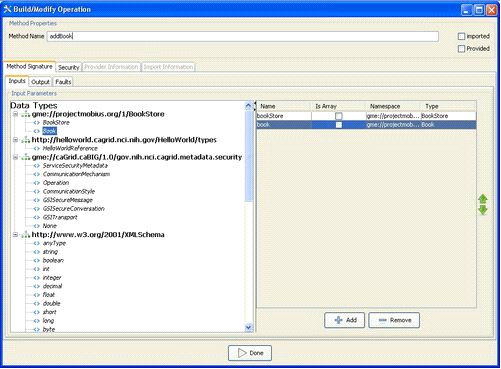 Build/Modify Operation
Method Properties
Method Name addBook
imported
Provided
Method Signature Security Provider Information Import Information
Inputs Output Faults
Input Parameters
Data Types
gme://projectmobius.org/1/BookStore
BookStore
Book
http://helloworld.cagrid.nci.nih.gov/HelloWorld/types
HelloWorldReference
gme://caGrid.caBIG/1.0/gov.nih.nci.cagrid.metadata.security
ServiceSecurityMetadata
CommunicationMechanism
Operation
CommunicationStyle
GSISecureMessage
GSISecureConversation
GSITransport
None
http://www.w3.org/2001/XMLSchema
anyType
string
boolean
int
integer
decimal
float
double
short
long
byte
Name Is Array Namespace Type
bookStore gme://projectmob... BookStore
book gme://projectmob... Book
Add Remove
Done